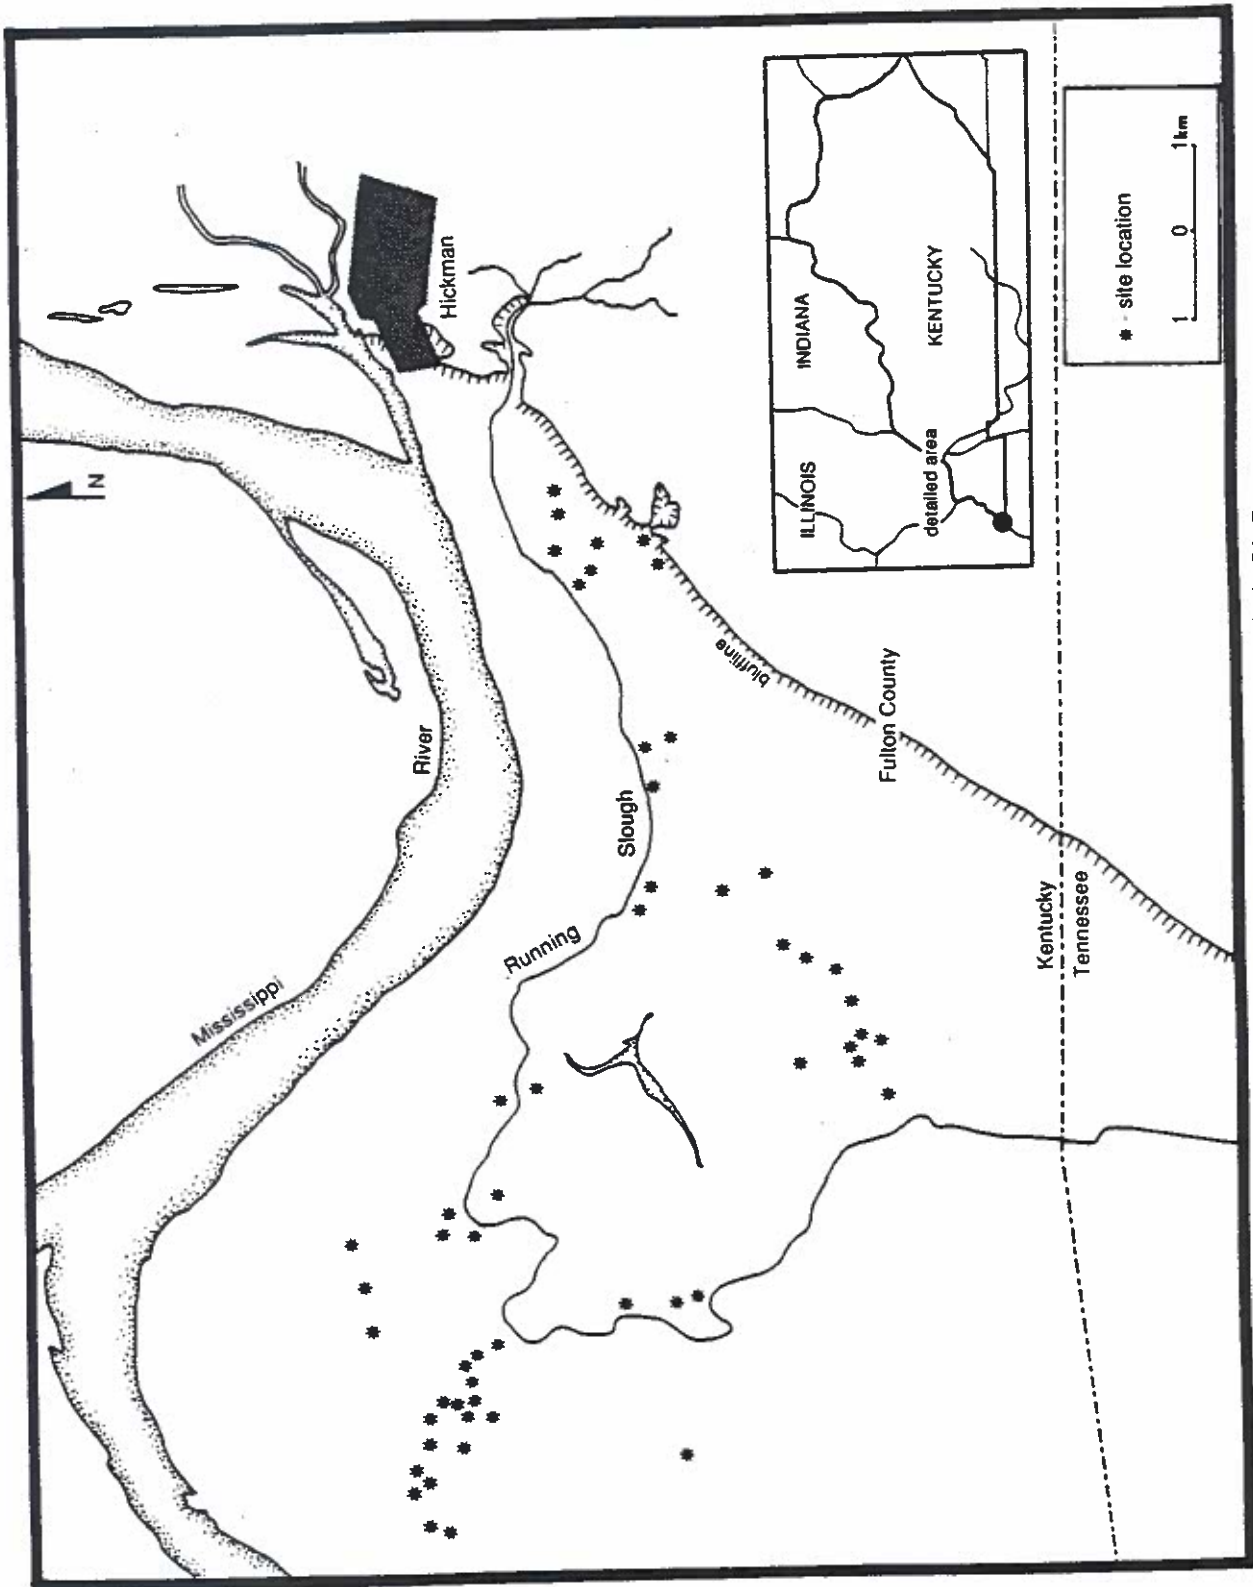 N
Mississippi
River
Hickman
Running
Slough
bluffline
Fulton County
Kentucky
Tennessee
ILLINOIS
INDIANA
KENTUCKY
detailed area
* - site location
1 0 1km